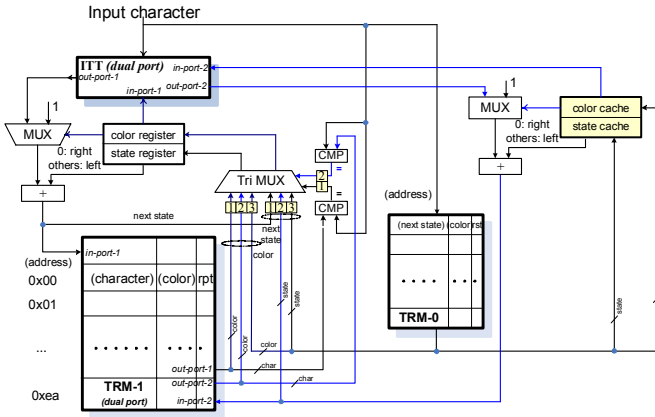 Input character
ITT (dual port)
out-port-1
in-port-2
in-port-1
out-port-2
1
MUX
0: right
others: left
color register
state register
+
Tri MUX
CMP
=
2
1
=
CMP
1
MUX
0: right
others: left
color cache
state cache
+
1 2 3
1 2 3
next state
next
state
color
(address)
(address)
in-port-1
0x00
(character) (color) rpt
0x01
. . . .
...
. . . . . .
0xea
TRM-1
(dual port)
out-port-1
out-port-2
in-port-2
color
color
color
state
state
char
char
(next state) color rst
. . . .
. . . .
TRM-0
state